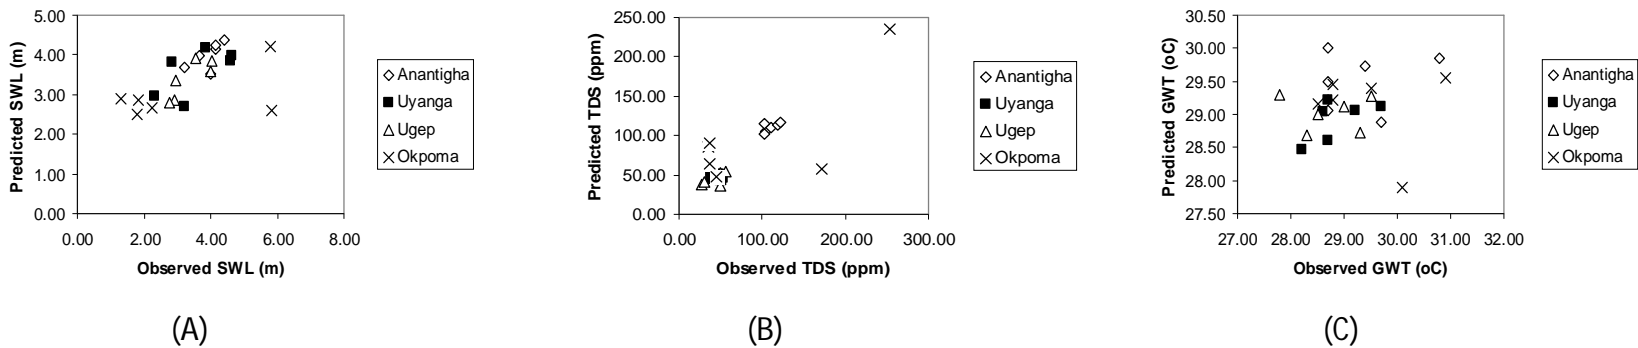 5.00
4.00
3.00
2.00
1.00
0.00
0.00 2.00 4.00 6.00 8.00
Predicted SWL (m)
Observed SWL (m)
Anantigha
Uyanga
Ugep
Okpoma
(A)
250.00
200.00
150.00
100.00
50.00
0.00
0.00 100.00 200.00 300.00
Predicted TDS (ppm)
Observed TDS (ppm)
Anantigha
Uyanga
Ugep
Okpoma
(B)
30.50
30.00
29.50
29.00
28.50
28.00
27.50
27.00 28.00 29.00 30.00 31.00 32.00
Predicted GWT (oC)
Observed GWT (oC)
Anantigha
Uyanga
Ugep
Okpoma
(C)